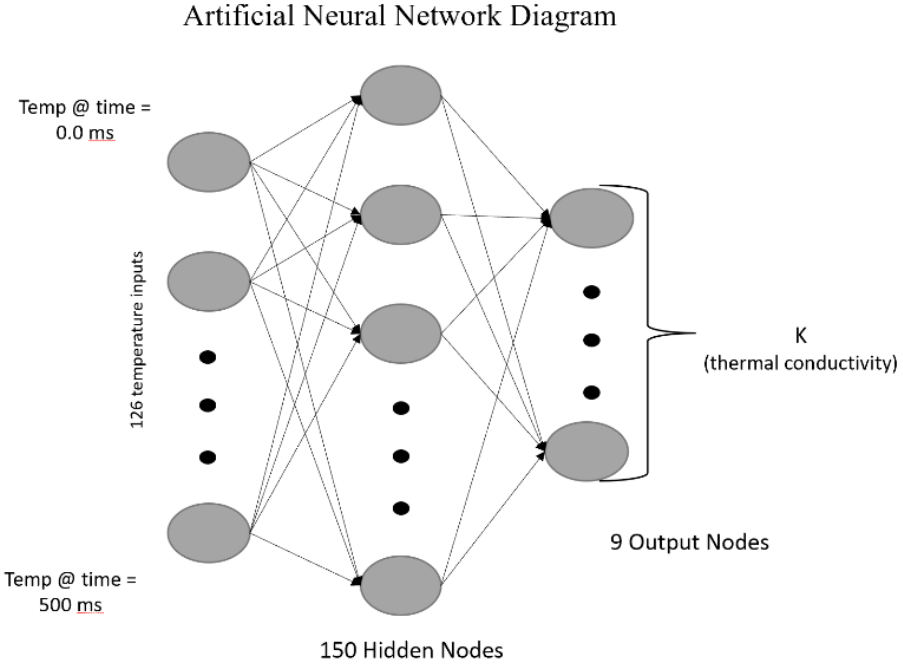 Artificial Neural Network Diagram
Temp @ time =
0.0 ms
126 temperature inputs
K
(thermal conductivity)
9 Output Nodes
Temp @ time =
500 ms
150 Hidden Nodes